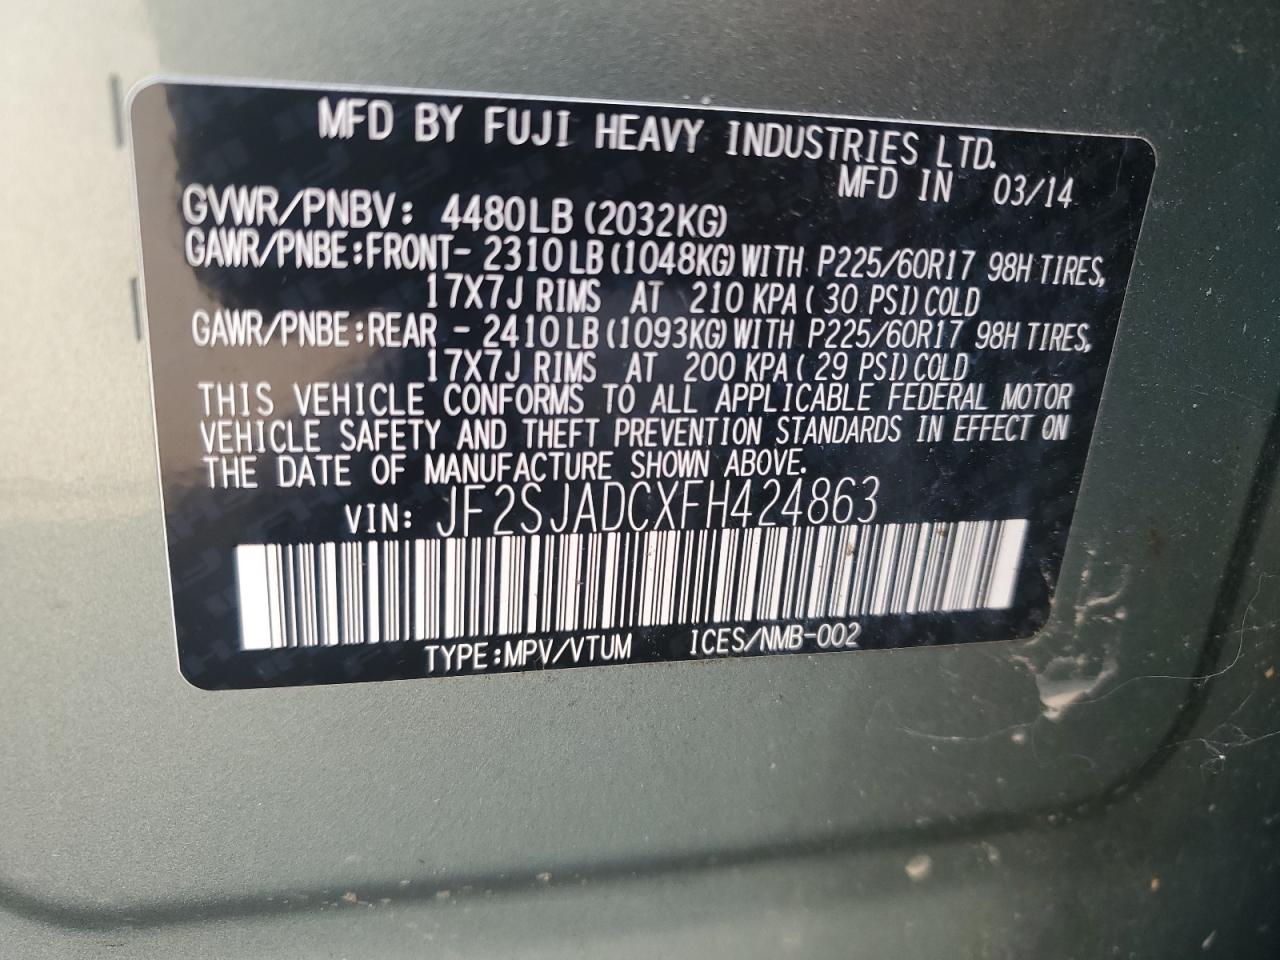 MFD BY FUJI HEAVY INDUSTRIES LTD.
MFD IN 03/14
GVWR/PNBV: 4480LB (2032KG)
GAWR/PNBE:FRONT- 2310LB(1048KG)WITH P225/60R17 98H TIRES,
17X7J RIMS AT 210 KPA( 30 PSI)COLD
GAWR/PNBE:REAR - 2410LB(1093KG)WITH P225/60R17 98H TIRES,
17X7J RIMS AT 200 KPA( 29 PSI)COLD
THIS VEHICLE CONFORMS TO ALL APPLICABLE FEDERAL MOTOR
VEHICLE SAFETY AND THEFT PREVENTION STANDARDS IN EFFECT ON
THE DATE OF MANUFACTURE SHOWN ABOVE.
VIN: JF2SJADCXFH424863
TYPE:MPV/VTUM ICES/NMB-002